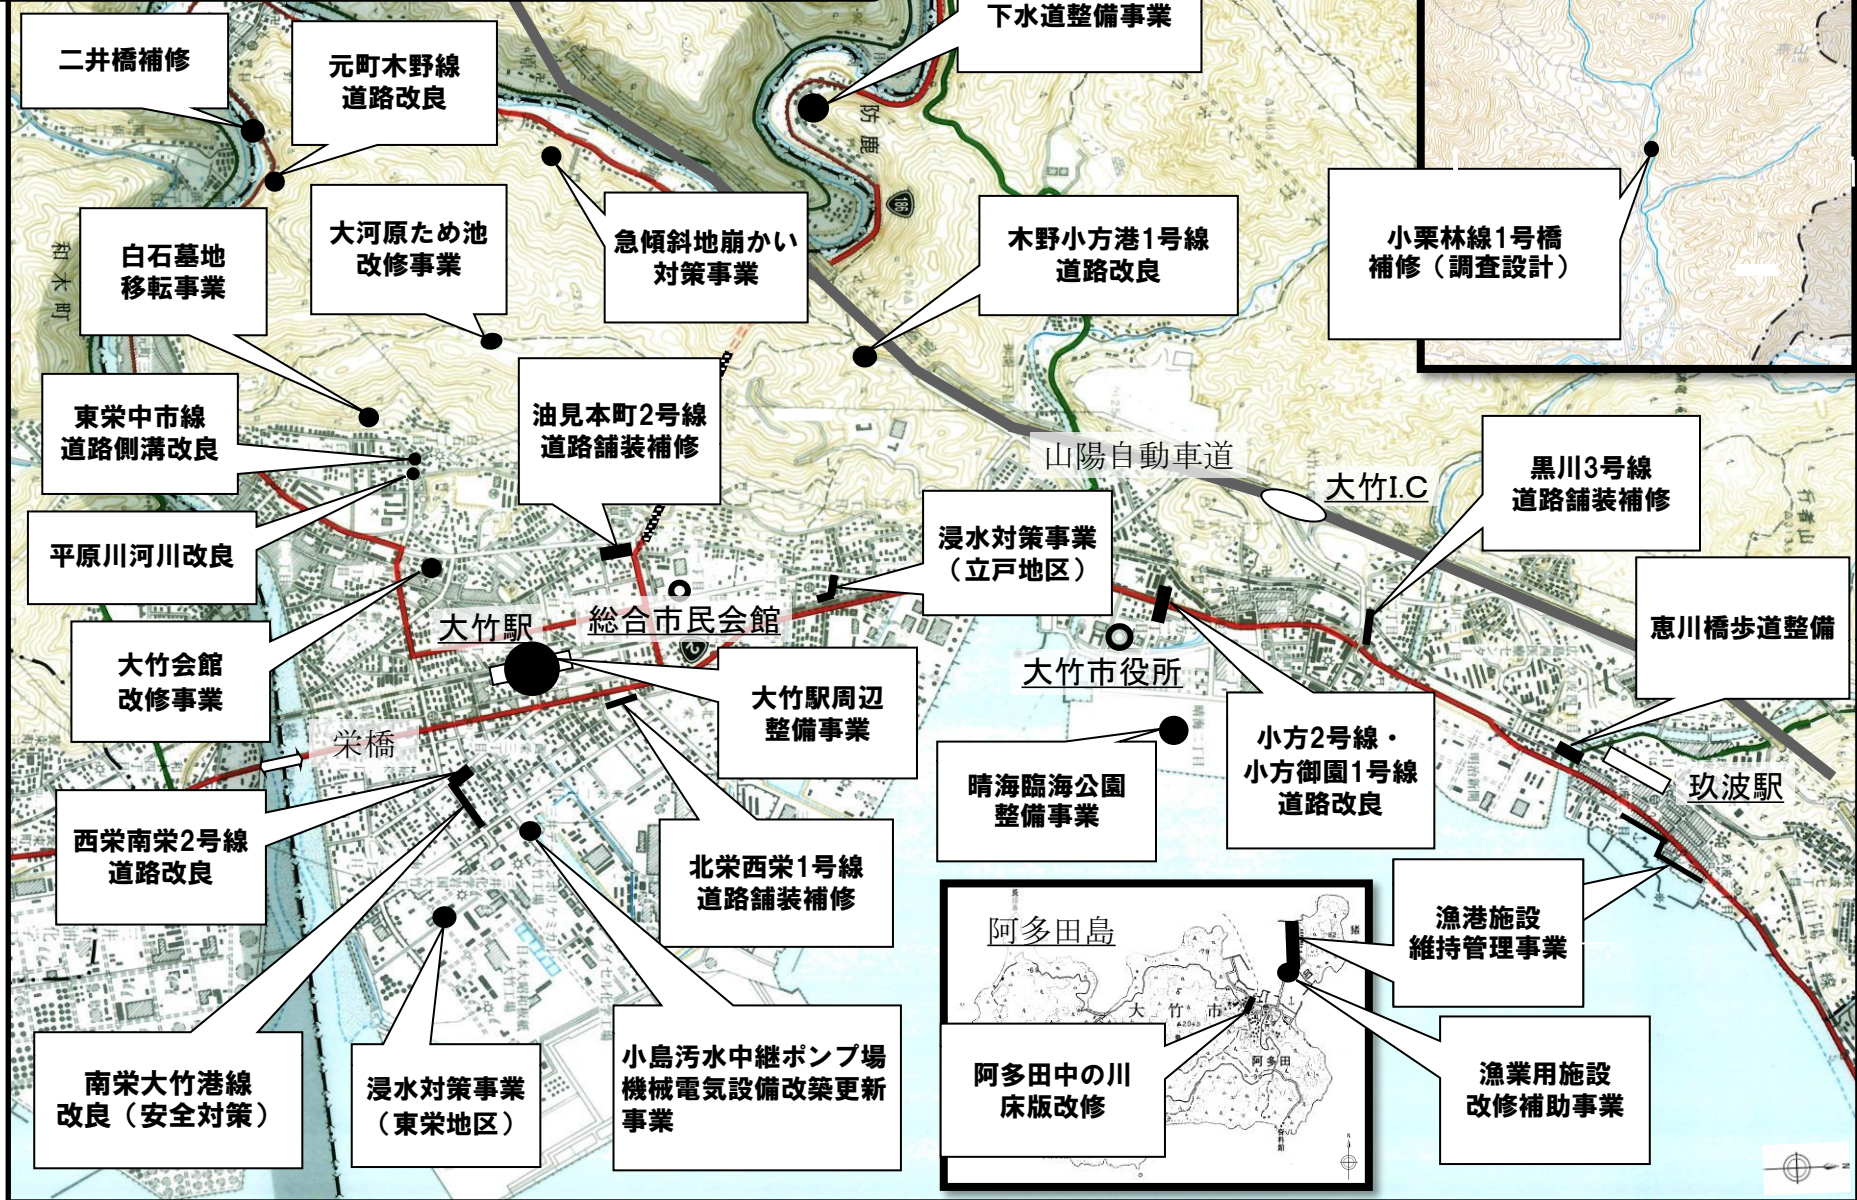 下水道整備事業
二井橋補修
元町木野線
道路改良
防鹿
186
和木町
白石墓地
移転事業
大河原ため池
改修事業
急傾斜地崩かい
対策事業
木野小方港1号線
道路改良
小栗林線1号橋
補修（調査設計）
東栄中市線
道路側溝改良
油見本町2号線
道路舗装補修
山陽自動車道
大竹I.C
黒川3号線
道路舗装補修
行者山
平原川河川改良
浸水対策事業
（立戸地区）
恵川橋歩道整備
大竹駅
総合市民会館
2
大竹市役所
大竹会館
改修事業
大竹駅周辺
整備事業
栄橋
小方2号線・
小方御園1号線
道路改良
晴海臨海公園
整備事業
玖波駅
西栄南栄2号線
道路改良
北栄西栄1号線
道路舗装補修
漁港施設
維持管理事業
阿多田島
大竹市
阿多田
南栄大竹港線
改良（安全対策）
浸水対策事業
（東栄地区）
小島汚水中継ポンプ場
機械電気設備改築更新
事業
阿多田中の川
床版改修
漁業用施設
改修補助事業
N